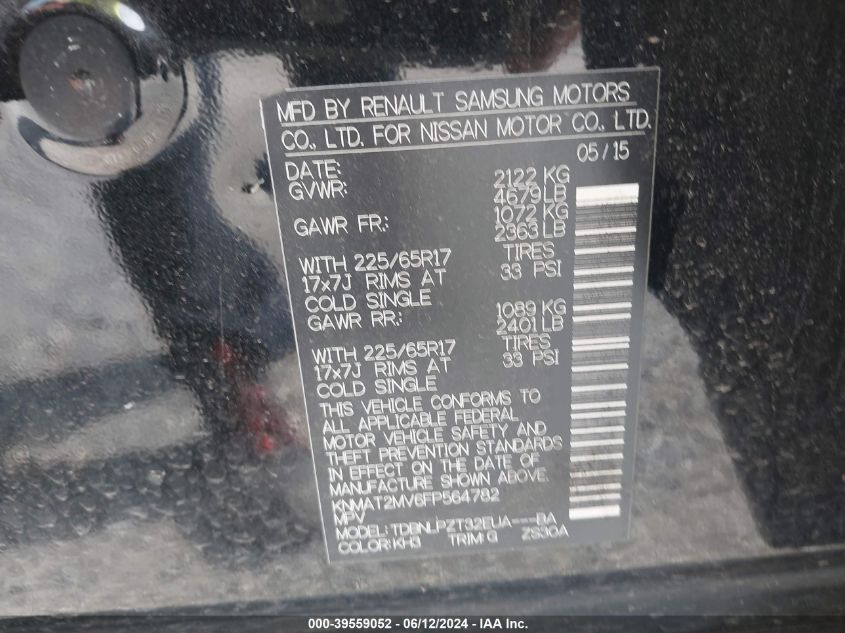 MFD BY RENAULT SAMSUNG MOTORS
CO., LTD. FOR NISSAN MOTOR CO., LTD.
05/15
DATE:
GVWR: 2122 KG
4679 LB
GAWR FR: 1072 KG
2363 LB
WITH 225/65R17 TIRES
17x7J RIMS AT 33 PSI
COLD SINGLE
GAWR RR: 1089 KG
2401 LB
WITH 225/65R17 TIRES
17x7J RIMS AT 33 PSI
COLD SINGLE
THIS VEHICLE CONFORMS TO
ALL APPLICABLE FEDERAL
MOTOR VEHICLE SAFETY AND
THEFT PREVENTION STANDARDS
IN EFFECT ON THE DATE OF
MANUFACTURE SHOWN ABOVE.
KNMAT2MV6FP564782
MPV
MODEL: TDBNLPZT32EUA---BA
COLOR: KH3 TRIM: G ZS30A
000-39559052 - 06/12/2024 - IAA Inc.